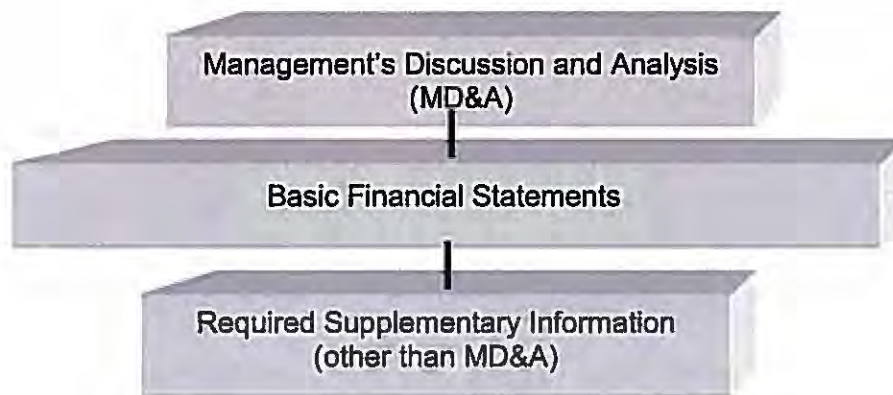 Management's Discussion and Analysis
(MD&A)
Basic Financial Statements
Required Supplementary Information
(other than MD&A)